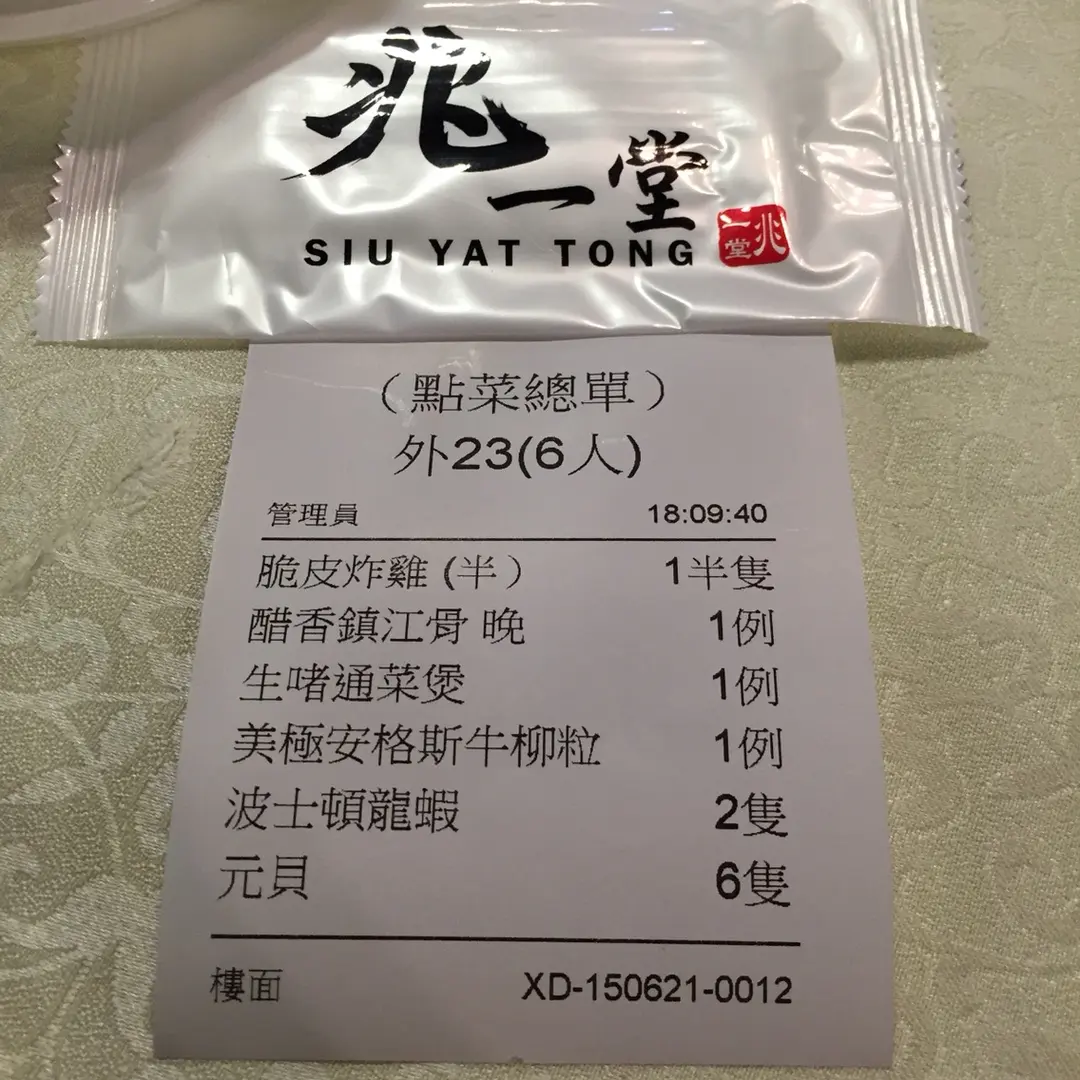 兆一堂
SIU YAT TONG
兆一堂
（點菜總單）
外23(6人)
管理員 18:09:40
脆皮炸雞 (半） 1半隻
醋香鎮江骨 晚 1例
生啫通菜煲 1例
美極安格斯牛柳粒 1例
波士頓龍蝦 2隻
元貝 6隻
樓面 XD-150621-0012